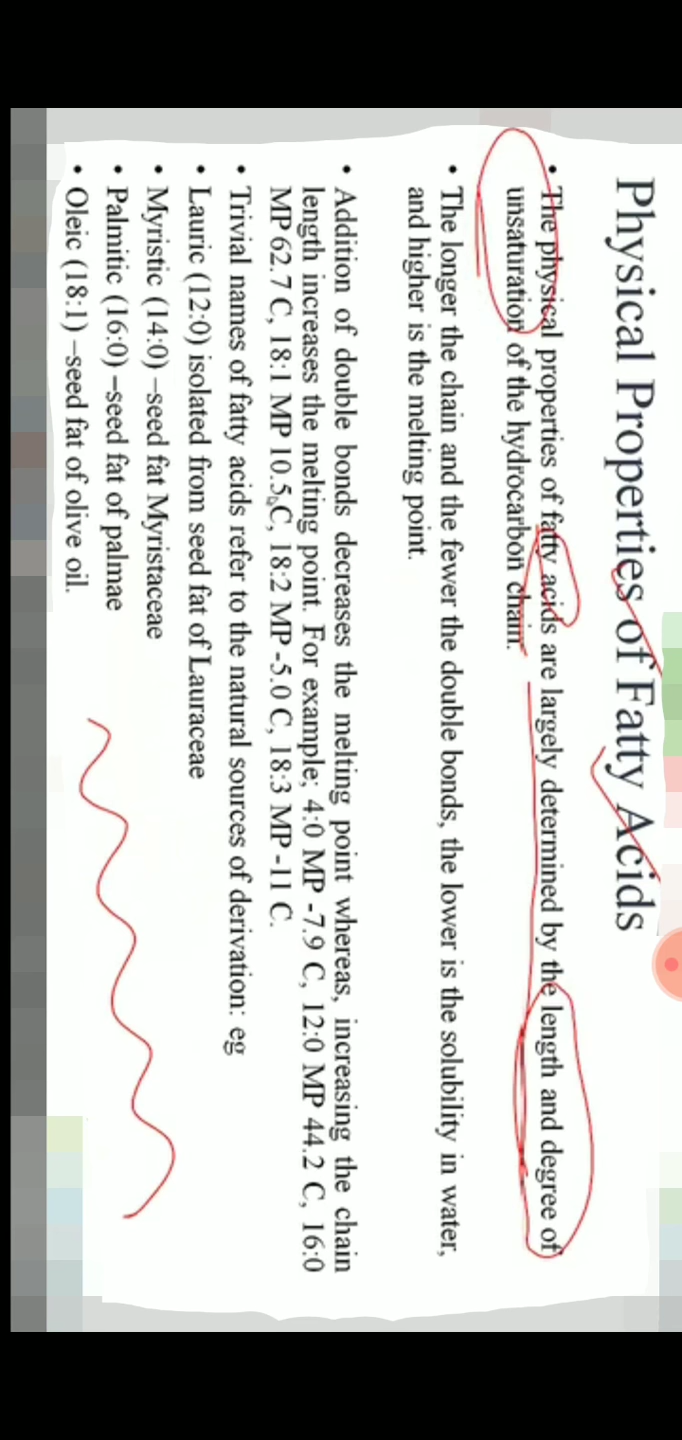 Physical Properties of Fatty Acids
• The physical properties of fatty acids are largely determined by the length and degree of
unsaturation of the hydrocarbon chain.
• The longer the chain and the fewer the double bonds, the lower is the solubility in water,
and higher is the melting point.
• Addition of double bonds decreases the melting point whereas, increasing the chain
length increases the melting point. For example; 4:0 MP -7.9 C, 12:0 MP 44.2 C, 16:0
MP 62.7 C, 18:1 MP 10.5 C, 18:2 MP -5.0 C, 18:3 MP -11 C.
• Trivial names of fatty acids refer to the natural sources of derivation: eg
• Lauric (12:0) isolated from seed fat of Lauraceae
• Myristic (14:0) –seed fat Myristaceae
• Palmitic (16:0) –seed fat of palmae
• Oleic (18:1) –seed fat of olive oil.